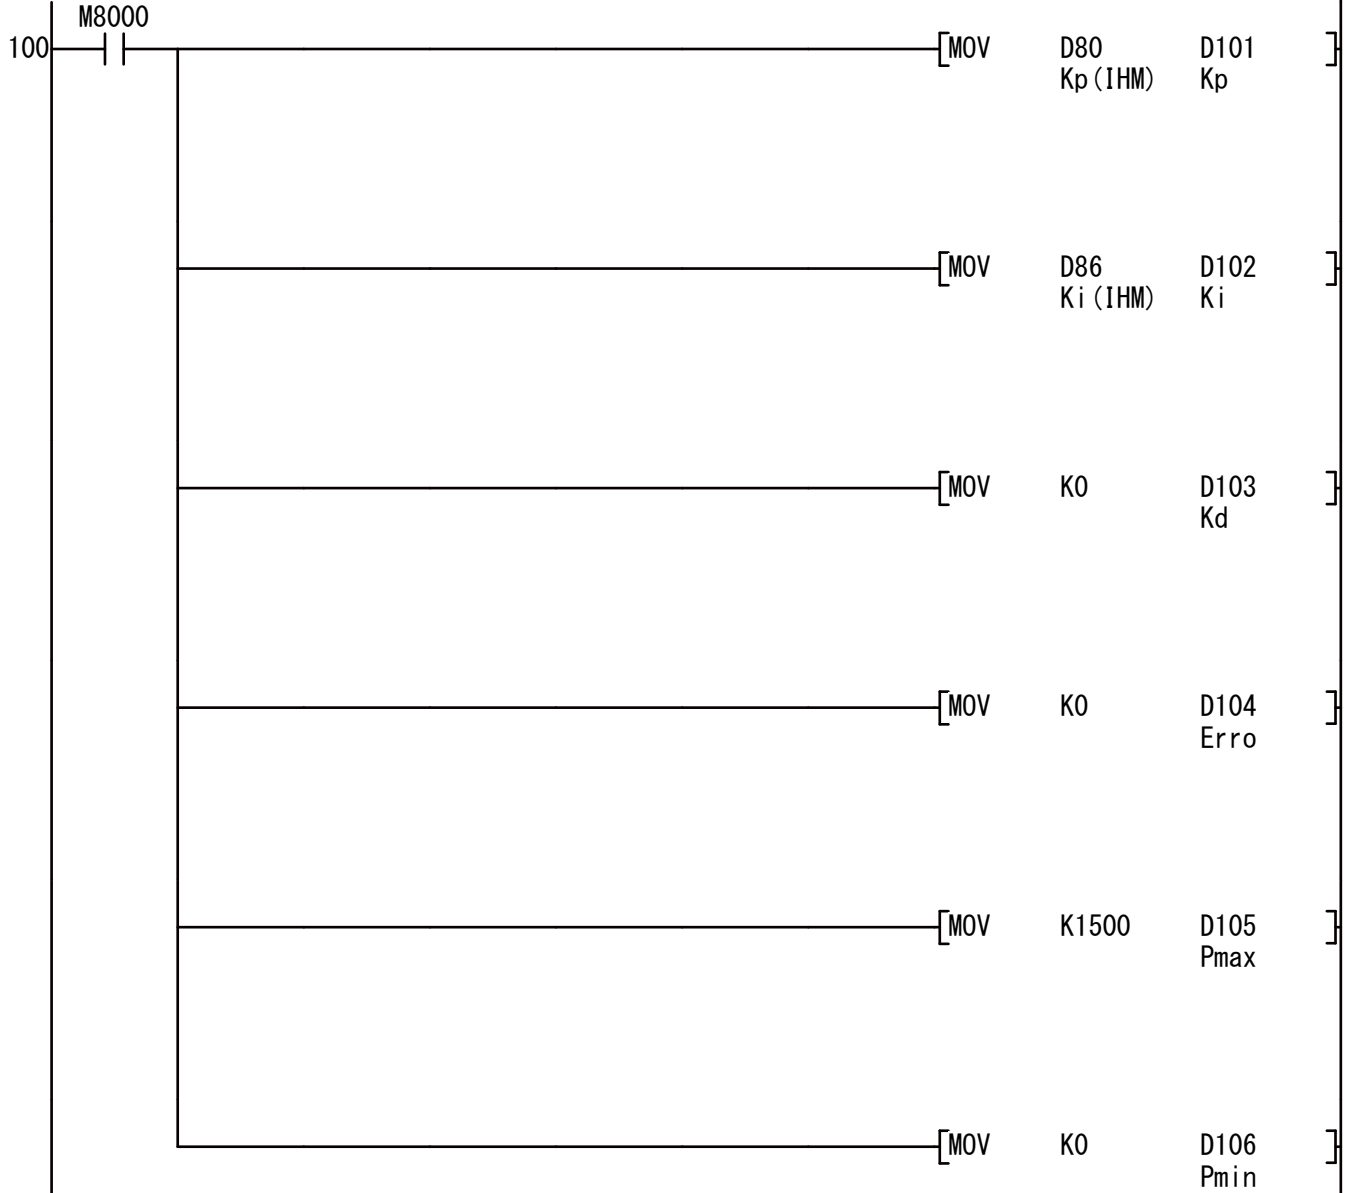 M8000
100
[MOV D80 D101 ]
Kp(IHM) Kp
[MOV D86 D102 ]
Ki(IHM) Ki
[MOV K0 D103 ]
Kd
[MOV K0 D104 ]
Erro
[MOV K1500 D105 ]
Pmax
[MOV K0 D106 ]
Pmin